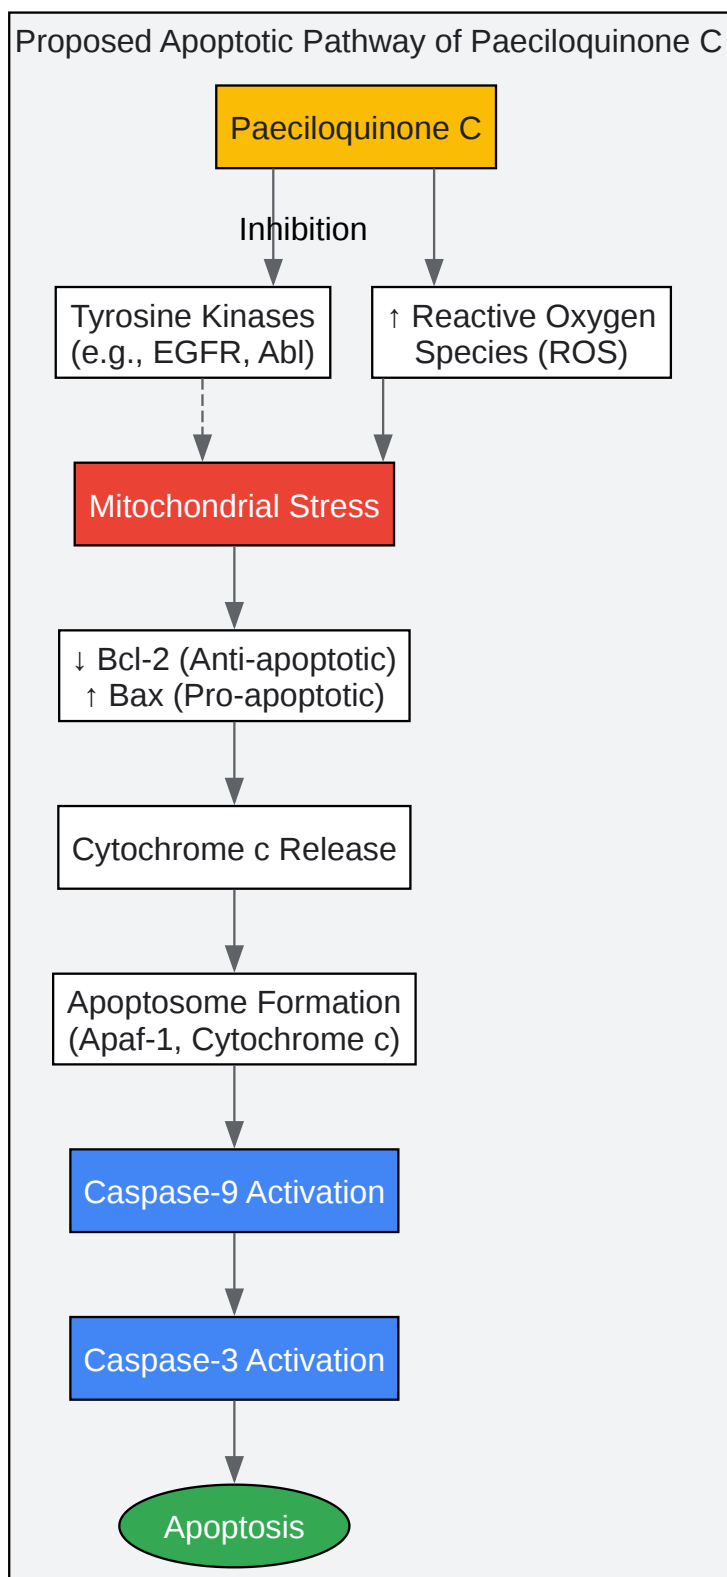 Proposed Apoptotic Pathway of Paeciloquinone C
Paeciloquinone C
Inhibition
Tyrosine Kinases
(e.g., EGFR, Abl)
↑ Reactive Oxygen
Species (ROS)
Mitochondrial Stress
↓ Bcl-2 (Anti-apoptotic)
↑ Bax (Pro-apoptotic)
Cytochrome c Release
Apoptosome Formation
(Apaf-1, Cytochrome c)
Caspase-9 Activation
Caspase-3 Activation
Apoptosis